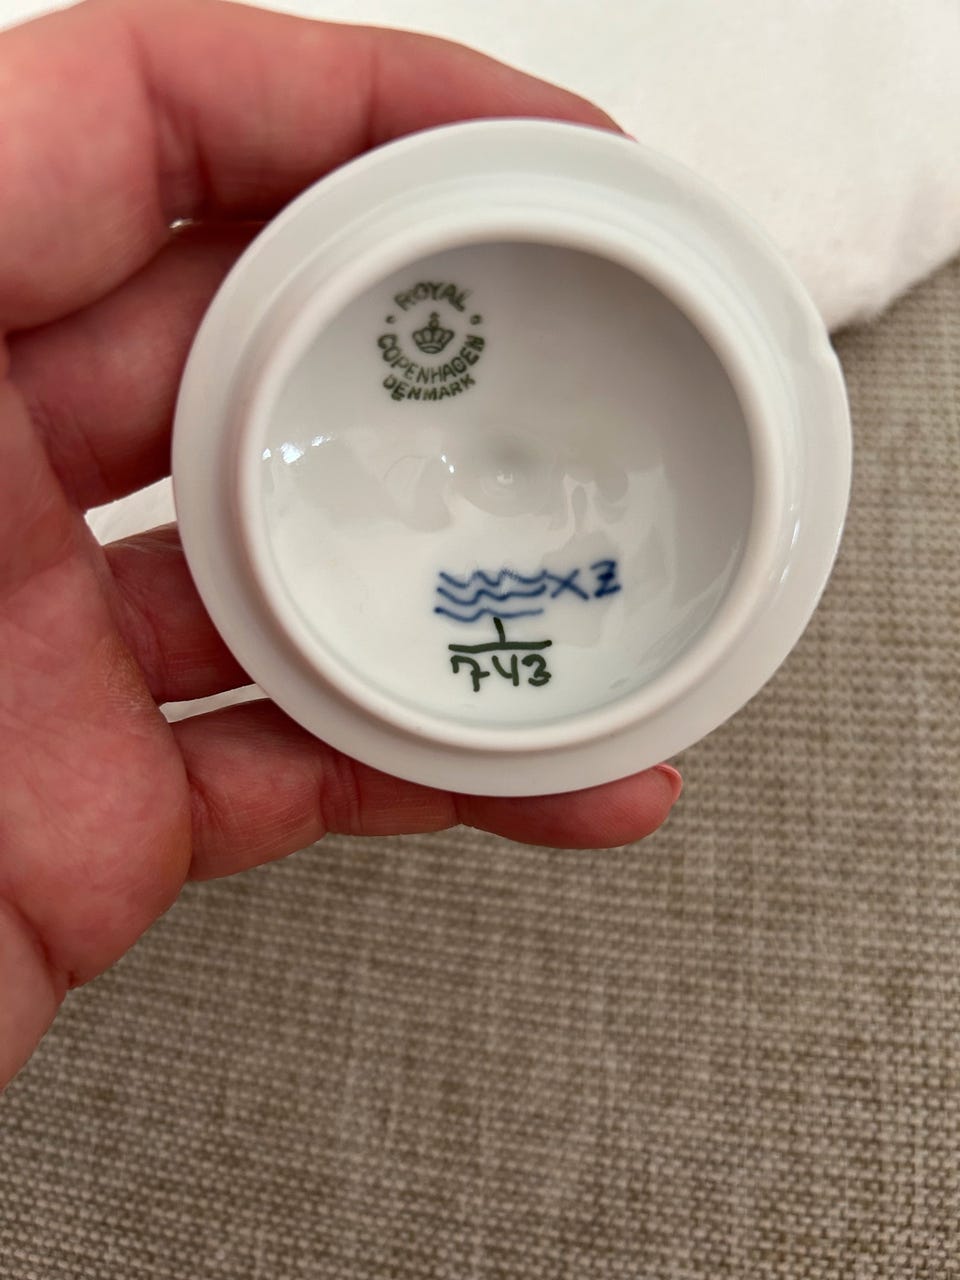 ROYAL
COPENHAGEN
DENMARK
XZ
1
743